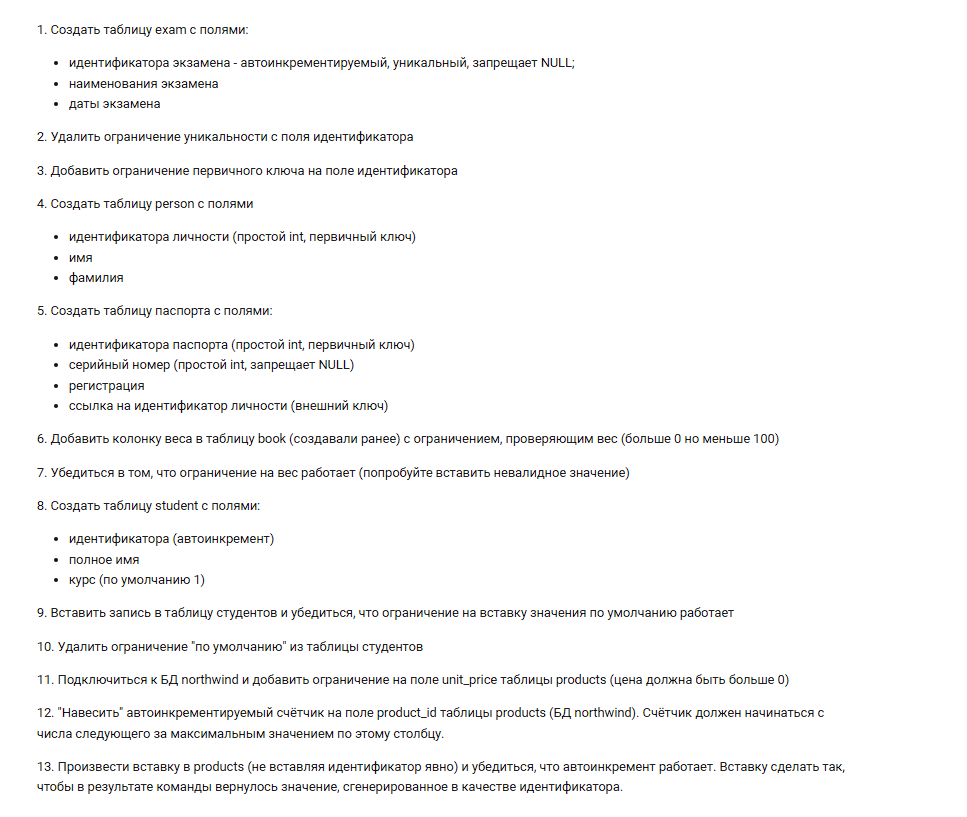 1. Создать таблицу exam с полями:
• идентификатора экзамена - автоинкрементируемый, уникальный, запрещает NULL;
• наименования экзамена
• даты экзамена
2. Удалить ограничение уникальности с поля идентификатора
3. Добавить ограничение первичного ключа на поле идентификатора
4. Создать таблицу person с полями
• идентификатора личности (простой int, первичный ключ)
• имя
• фамилия
5. Создать таблицу паспорта с полями:
• идентификатора паспорта (простой int, первичный ключ)
• серийный номер (простой int, запрещает NULL)
• регистрация
• ссылка на идентификатор личности (внешний ключ)
6. Добавить колонку веса в таблицу book (создавали ранее) с ограничением, проверяющим вес (больше 0 но меньше 100)
7. Убедиться в том, что ограничение на вес работает (попробуйте вставить невалидное значение)
8. Создать таблицу student с полями:
• идентификатора (автоинкремент)
• полное имя
• курс (по умолчанию 1)
9. Вставить запись в таблицу студентов и убедиться, что ограничение на вставку значения по умолчанию работает
10. Удалить ограничение "по умолчанию" из таблицы студентов
11. Подключиться к БД northwind и добавить ограничение на поле unit_price таблицы products (цена должна быть больше 0)
12. "Навесить" автоинкрементируемый счётчик на поле product_id таблицы products (БД northwind). Счётчик должен начинаться с
числа следующего за максимальным значением по этому столбцу.
13. Произвести вставку в products (не вставляя идентификатор явно) и убедиться, что автоинкремент работает. Вставку сделать так,
чтобы в результате команды вернулось значение, сгенерированное в качестве идентификатора.